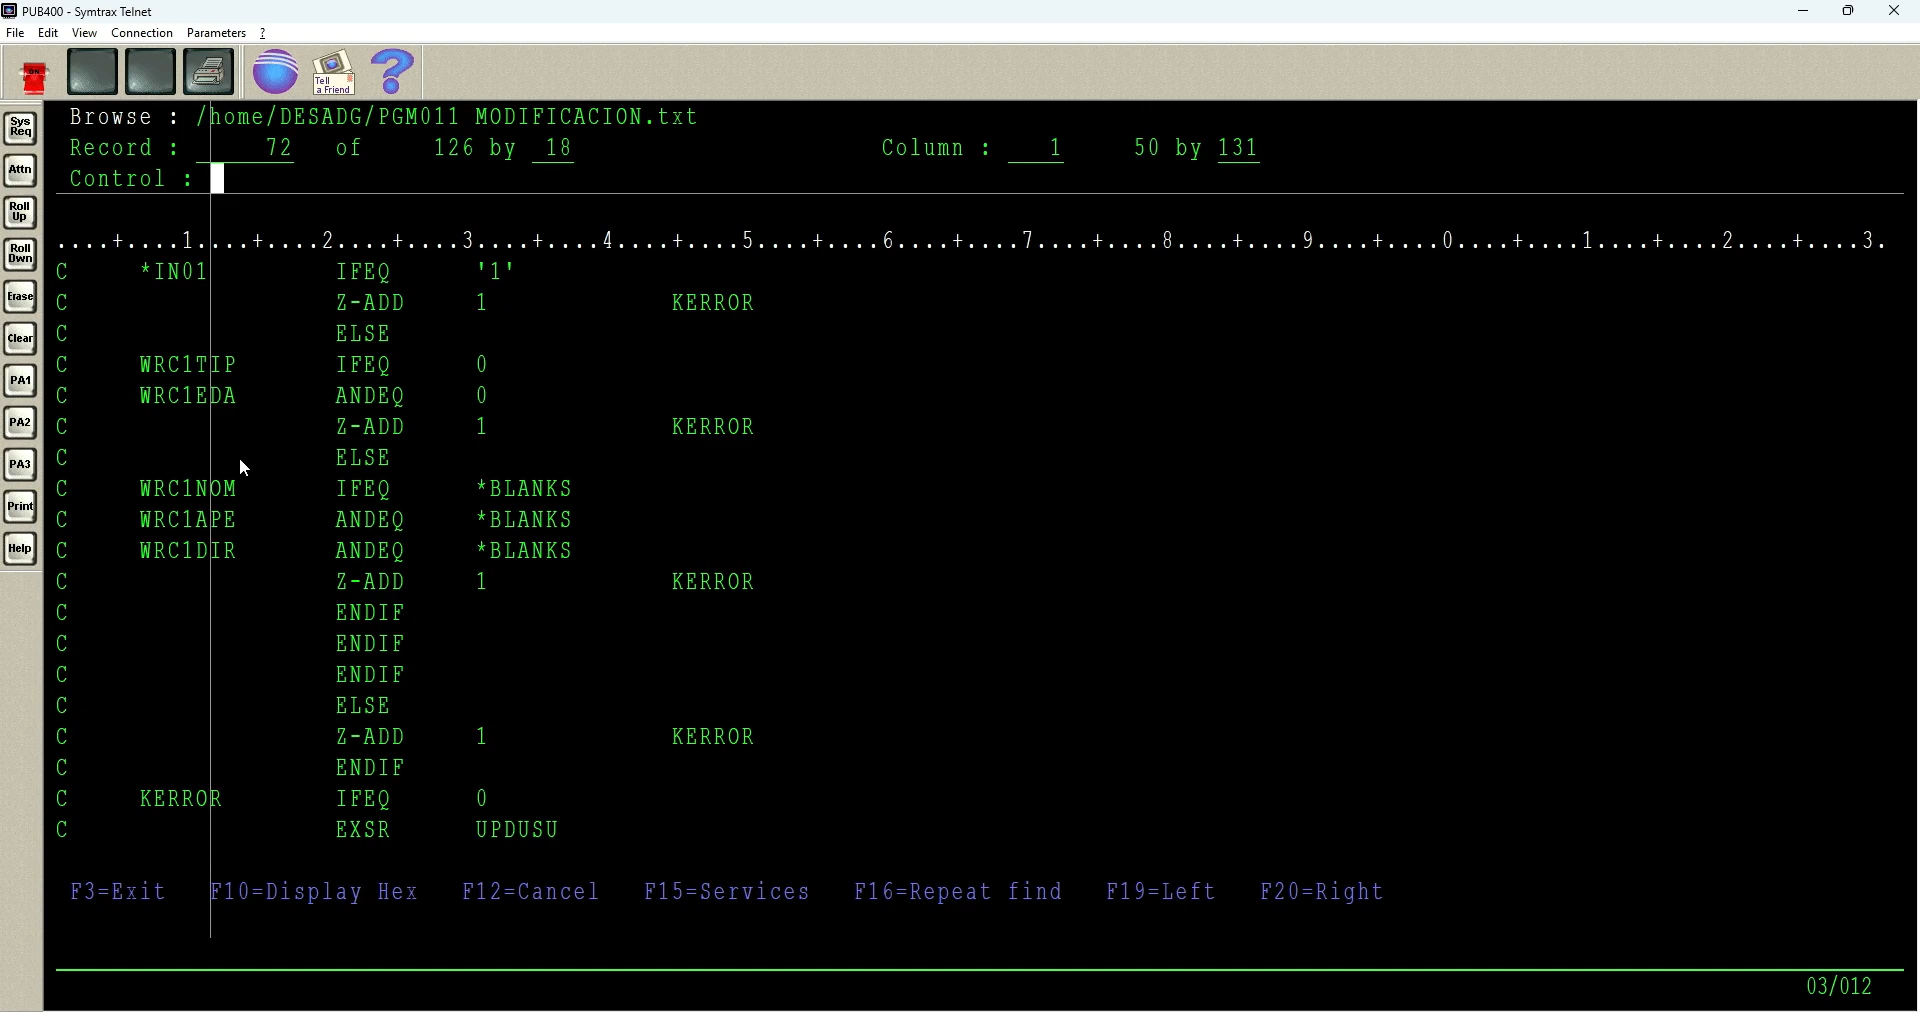 PUB400 - Symtrax Telnet
File Edit View Connection Parameters ?
ON
Tell a Friend
Sys Req
Attn
Roll Up
Roll Dwn
Erase
Clear
PA1
PA2
PA3
Print
Help
Browse : /home/DESADG/PGM011 MODIFICACION.txt
Record : 72 of 126 by 18 Column : 1 50 by 131
Control :
....+....1....+....2....+....3....+....4....+....5....+....6....+....7....+....8....+....9....+....0....+....1....+....2....+....3.
C *IN01 IFEQ '1'
C Z-ADD 1 KERROR
C ELSE
C WRC1TIP IFEQ 0
C WRC1EDA ANDEQ 0
C Z-ADD 1 KERROR
C ELSE
C WRC1NOM IFEQ *BLANKS
C WRC1APE ANDEQ *BLANKS
C WRC1DIR ANDEQ *BLANKS
C Z-ADD 1 KERROR
C ENDIF
C ENDIF
C ENDIF
C ELSE
C Z-ADD 1 KERROR
C ENDIF
C KERROR IFEQ 0
C EXSR UPDUSU
F3=Exit F10=Display Hex F12=Cancel F15=Services F16=Repeat find F19=Left F20=Right
03/012